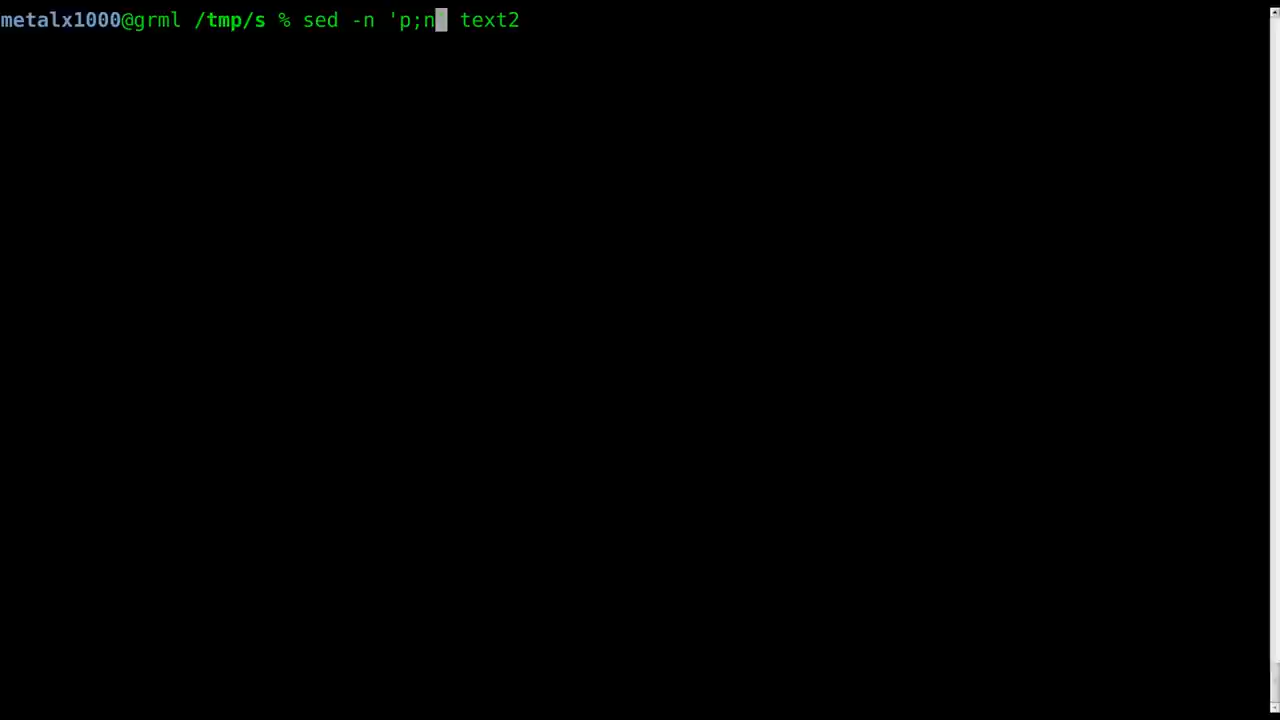 metalx1000@grml /tmp/s % sed -n 'p;n' text2